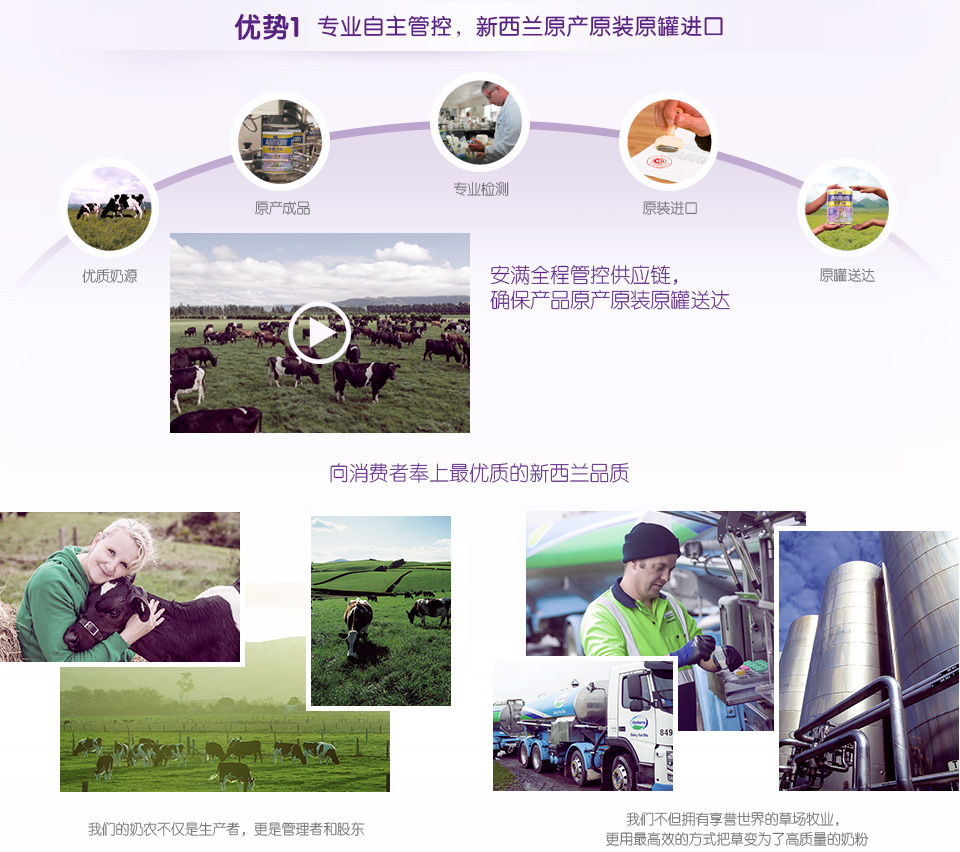 优势1 专业自主管控，新西兰原产原装原罐进口
专业检测
原产成品
原装进口
优质奶源
原罐送达
安满全程管控供应链，
确保产品原产原装原罐送达
向消费者奉上最优质的新西兰品质
Fonterra
Dairy for life
849
我们的奶农不仅是生产者，更是管理者和股东
我们不但拥有享誉世界的草场牧业，
更用最高效的方式把草变为了高质量的奶粉